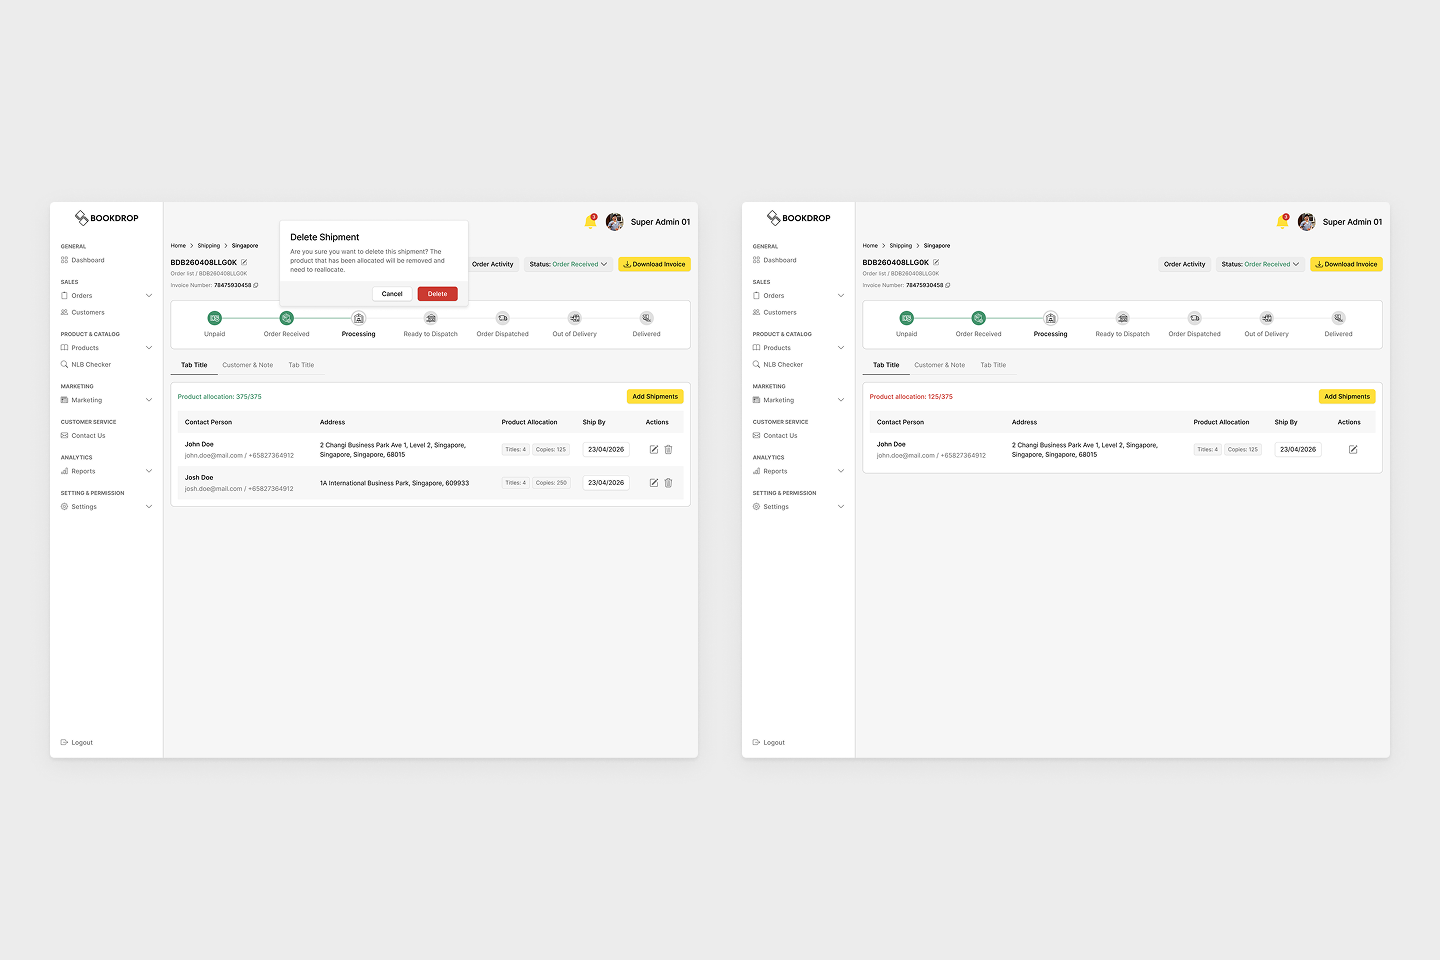 BOOKDROP
GENERAL
Dashboard
SALES
Orders
Customers
PRODUCT & CATALOG
Products
NLB Checker
MARKETING
Marketing
CUSTOMER SERVICE
Contact Us
ANALYTICS
Reports
SETTING & PERMISSION
Settings
Logout
3
Super Admin 01
Home > Shipping > Singapore
BDB260408LLG0K
Order list / BDB260408LLG0K
Invoice Number: 78475930458
Delete Shipment
Are you sure you want to delete this shipment? The
product that has been allocated will be removed and
need to reallocate.
Cancel
Delete
Order Activity
Status: Order Received
Download Invoice
Unpaid
Order Received
Processing
Ready to Dispatch
Order Dispatched
Out of Delivery
Delivered
Tab Title
Customer & Note
Tab Title
Product allocation: 375/375
Add Shipments
Contact Person
Address
Product Allocation
Ship By
Actions
John Doe
john.doe@mail.com / +65827364912
2 Changi Business Park Ave 1, Level 2, Singapore,
Singapore, Singapore, 68015
Titles: 4
Copies: 125
23/04/2026
Josh Doe
josh.doe@mail.com / +65827364912
1A International Business Park, Singapore, 609933
Titles: 4
Copies: 250
23/04/2026
BOOKDROP
GENERAL
Dashboard
SALES
Orders
Customers
PRODUCT & CATALOG
Products
NLB Checker
MARKETING
Marketing
CUSTOMER SERVICE
Contact Us
ANALYTICS
Reports
SETTING & PERMISSION
Settings
Logout
3
Super Admin 01
Home > Shipping > Singapore
BDB260408LLG0K
Order list / BDB260408LLG0K
Invoice Number: 78475930458
Order Activity
Status: Order Received
Download Invoice
Unpaid
Order Received
Processing
Ready to Dispatch
Order Dispatched
Out of Delivery
Delivered
Tab Title
Customer & Note
Tab Title
Product allocation: 125/375
Add Shipments
Contact Person
Address
Product Allocation
Ship By
Actions
John Doe
john.doe@mail.com / +65827364912
2 Changi Business Park Ave 1, Level 2, Singapore,
Singapore, Singapore, 68015
Titles: 4
Copies: 125
23/04/2026